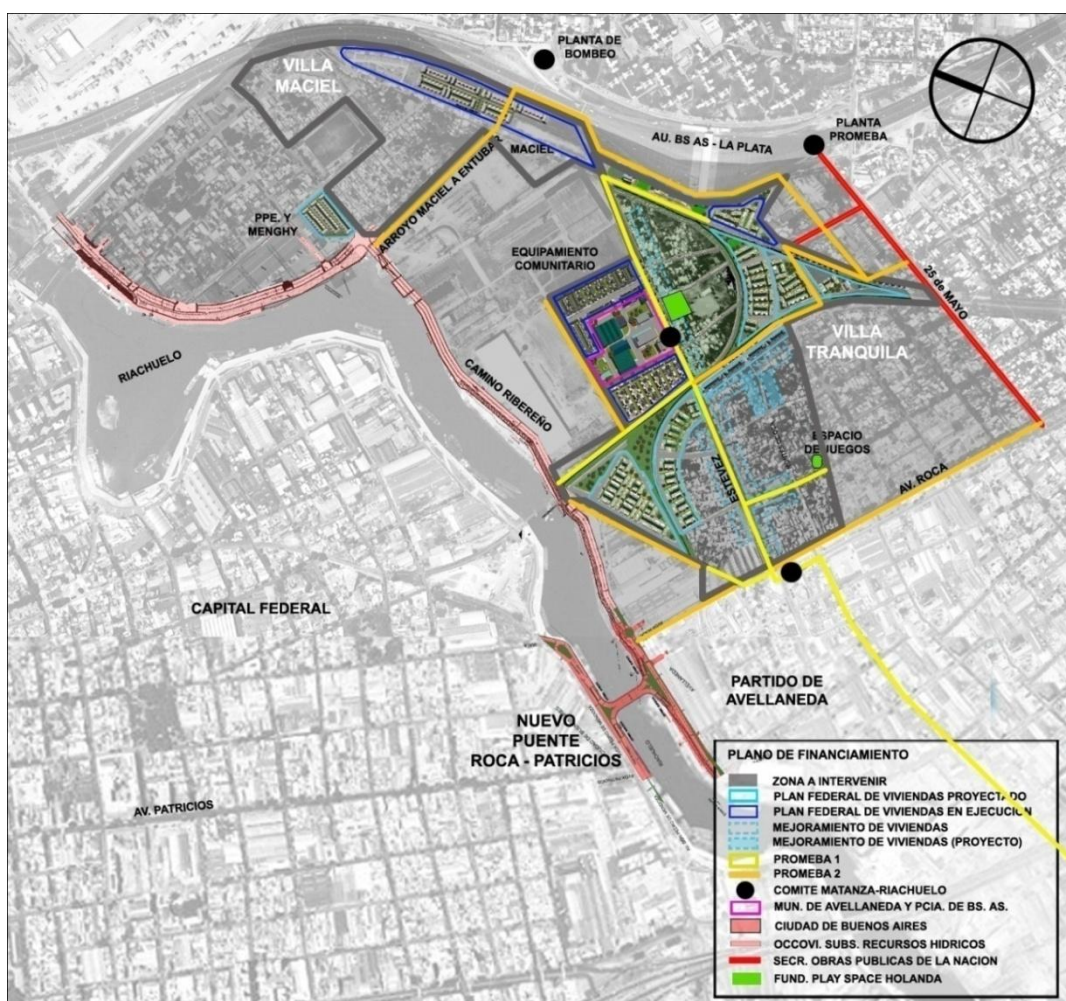 PLANTA DE
BOMBEO
VILLA
MACIEL
PLANTA
PROMEBA
AU. BS AS - LA PLATA
MACIEL
ARROYO MACIEL A ENTUBA
PPE. Y
MENGHY
EQUIPAMIENTO
COMUNITARIO
25 de MAYO
VILLA
TRANQUILA
RIACHUELO
CAMINO RIBEREÑO
ESPACIO
DE JUEGOS
ESTEVEZ
AV. ROCA
CAPITAL FEDERAL
PARTIDO DE
AVELLANEDA
NUEVO
PUENTE
ROCA - PATRICIOS
AV. PATRICIOS
PLANO DE FINANCIAMIENTO
ZONA A INTERVENIR
PLAN FEDERAL DE VIVIENDAS PROYECTADO
PLAN FEDERAL DE VIVIENDAS EN EJECUCION
MEJORAMIENTO DE VIVIENDAS
MEJORAMIENTO DE VIVIENDAS (PROYECTO)
PROMEBA 1
PROMEBA 2
COMITE MATANZA-RIACHUELO
MUN. DE AVELLANEDA Y PCIA. DE BS. AS.
CIUDAD DE BUENOS AIRES
OCCOVI. SUBS. RECURSOS HIDRICOS
SECR. OBRAS PUBLICAS DE LA NACION
FUND. PLAY SPACE HOLANDA